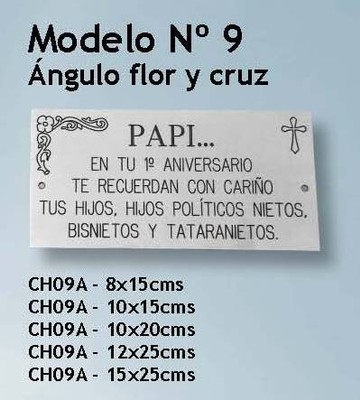 Modelo Nº 9
Ángulo flor y cruz
PAPI...
EN TU 1º ANIVERSARIO
TE RECUERDAN CON CARIÑO
TUS HIJOS, HIJOS POLÍTICOS NIETOS,
BISNIETOS Y TATARANIETOS.
CH09A - 8x15cms
CH09A - 10x15cms
CH09A - 10x20cms
CH09A - 12x25cms
CH09A - 15x25cms